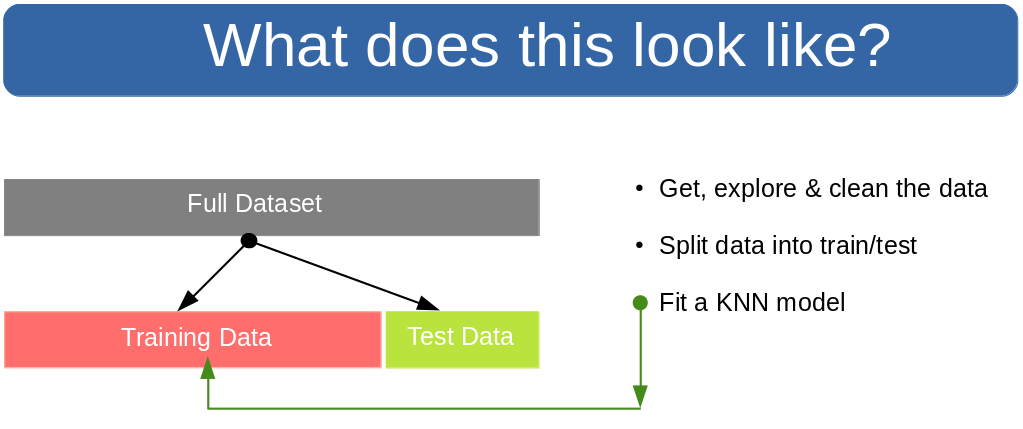 What does this look like?
Full Dataset
Training Data
Test Data
• Get, explore & clean the data
• Split data into train/test
Fit a KNN model